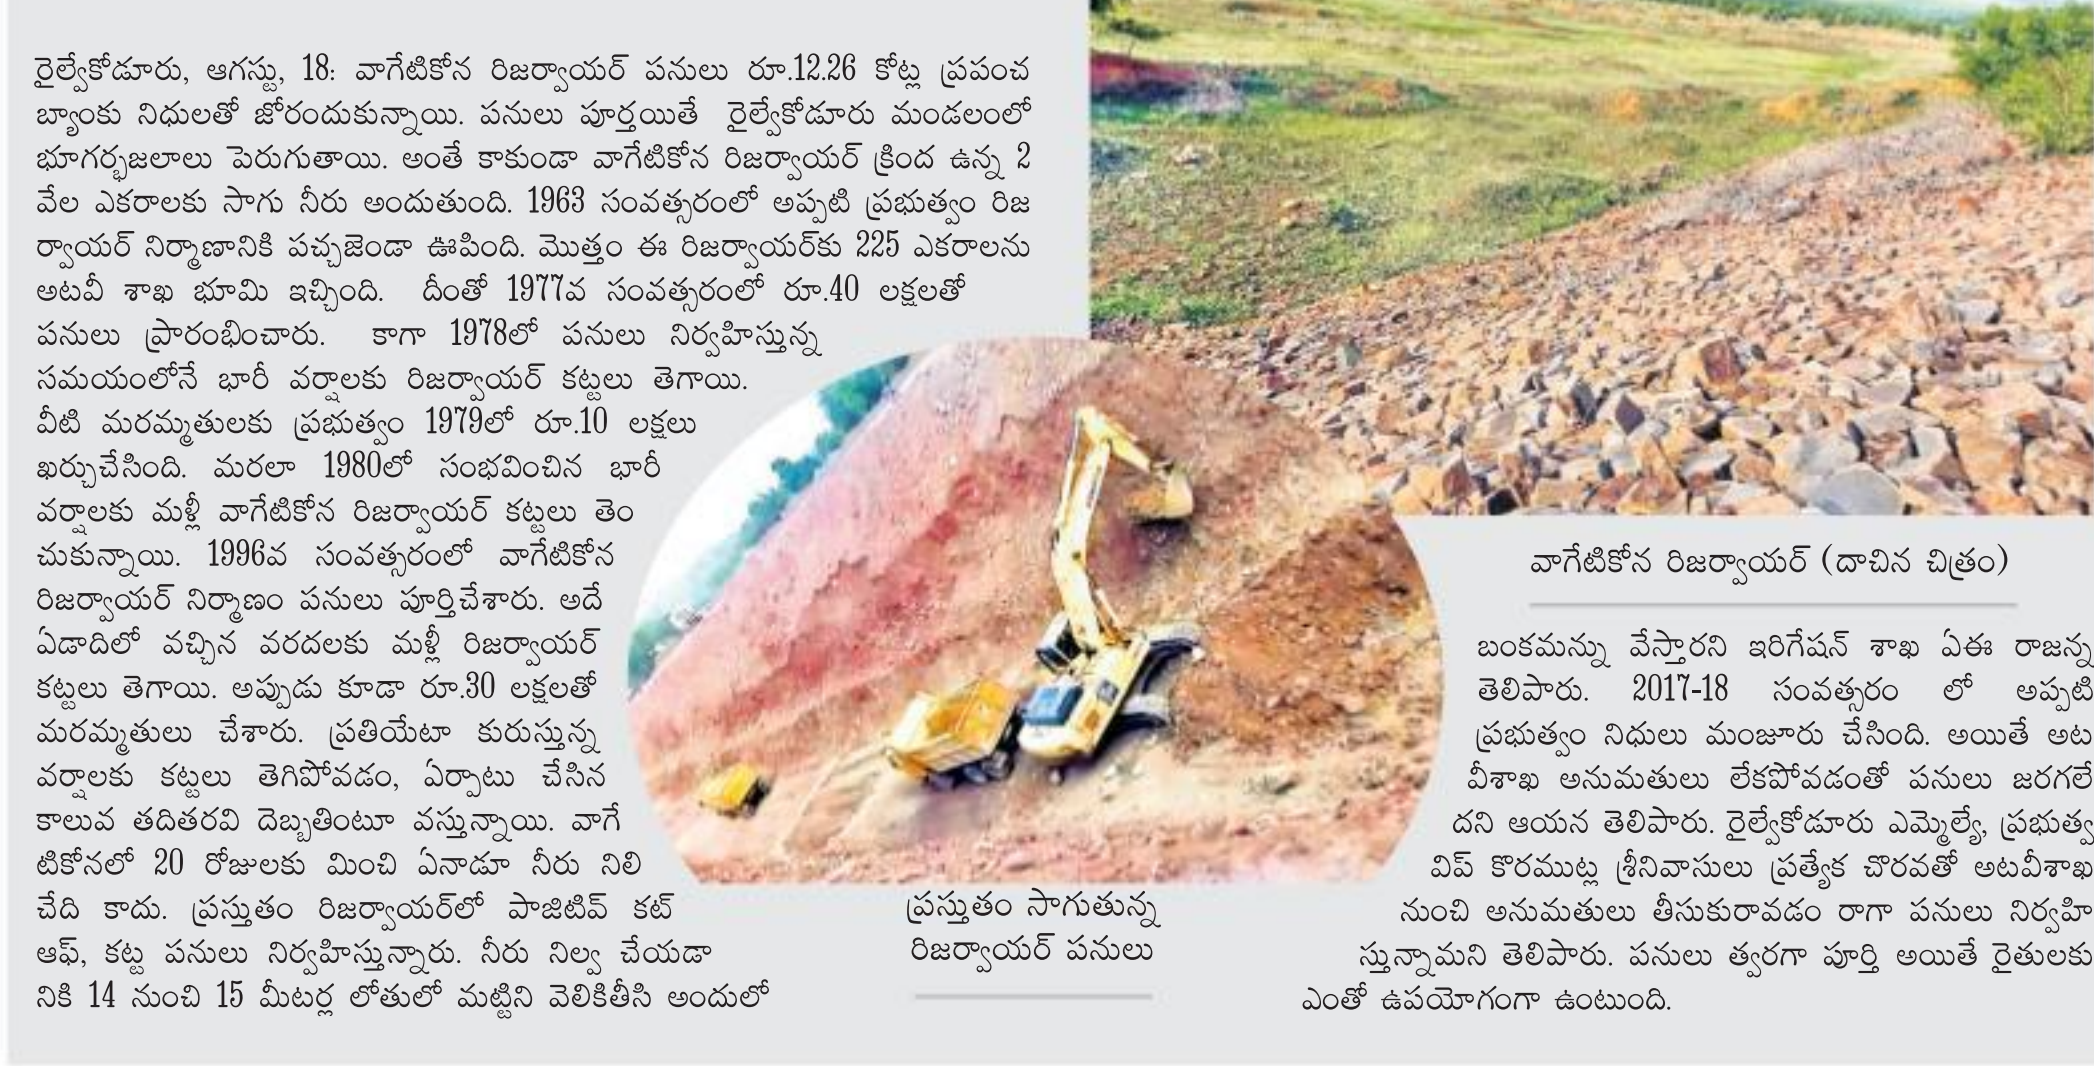 రైల్వేకోడూరు, ఆగస్టు, 18: వాగేటికోన రిజర్వాయర్ పనులు రూ.12.26 కోట్ల ప్రపంచ
బ్యాంకు నిధులతో జోరందుకున్నాయి. పనులు పూర్తయితే రైల్వేకోడూరు మండలంలో
భూగర్భజలాలు పెరుగుతాయి. అంతే కాకుండా వాగేటికోన రిజర్వాయర్ క్రింద ఉన్న 2
వేల ఎకరాలకు సాగు నీరు అందుతుంది. 1963 సంవత్సరంలో అప్పటి ప్రభుత్వం రిజ
ర్వాయర్ నిర్మాణానికి పచ్చజెండా ఊపింది. మొత్తం ఈ రిజర్వాయర్‌కు 225 ఎకరాలను
అటవీ శాఖ భూమి ఇచ్చింది. దీంతో 1977వ సంవత్సరంలో రూ.40 లక్షలతో
పనులు ప్రారంభించారు. కాగా 1978లో పనులు నిర్వహిస్తున్న
సమయంలోనే భారీ వర్షాలకు రిజర్వాయర్ కట్టలు తెగాయి.
వీటి మరమ్మతులకు ప్రభుత్వం 1979లో రూ.10 లక్షలు
ఖర్చుచేసింది. మరలా 1980లో సంభవించిన భారీ
వర్షాలకు మళ్లీ వాగేటికోన రిజర్వాయర్ కట్టలు తెం
చుకున్నాయి. 1996వ సంవత్సరంలో వాగేటికోన
రిజర్వాయర్ నిర్మాణం పనులు పూర్తిచేశారు. అదే
ఏడాదిలో వచ్చిన వరదలకు మళ్లీ రిజర్వాయర్
కట్టలు తెగాయి. అప్పుడు కూడా రూ.30 లక్షలతో
మరమ్మతులు చేశారు. ప్రతియేటా కురుస్తున్న
వర్షాలకు కట్టలు తెగిపోవడం, ఏర్పాటు చేసిన
కాలువ తదితరవి దెబ్బతింటూ వస్తున్నాయి. వాగే
టికోనలో 20 రోజులకు మించి ఏనాడూ నీరు నిలి
చేది కాదు. ప్రస్తుతం రిజర్వాయర్‌లో పాజిటివ్ కట్
ఆఫ్, కట్ట పనులు నిర్వహిస్తున్నారు. నీరు నిల్వ చేయడా
నికి 14 నుంచి 15 మీటర్ల లోతులో మట్టిని వెలికితీసి అందులో
ప్రస్తుతం సాగుతున్న
రిజర్వాయర్ పనులు
వాగేటికోన రిజర్వాయర్ (దాచిన చిత్రం)
బంకమన్ను వేస్తారని ఇరిగేషన్ శాఖ ఏఈ రాజన్న
తెలిపారు. 2017-18 సంవత్సరం లో అప్పటి
ప్రభుత్వం నిధులు మంజూరు చేసింది. అయితే అట
వీశాఖ అనుమతులు లేకపోవడంతో పనులు జరగలే
దని ఆయన తెలిపారు. రైల్వేకోడూరు ఎమ్మెల్యే, ప్రభుత్వ
విప్ కొరముట్ల శ్రీనివాసులు ప్రత్యేక చొరవతో అటవీశాఖ
నుంచి అనుమతులు తీసుకురావడం రాగా పనులు నిర్వహి
స్తున్నామని తెలిపారు. పనులు త్వరగా పూర్తి అయితే రైతులకు
ఎంతో ఉపయోగంగా ఉంటుంది.